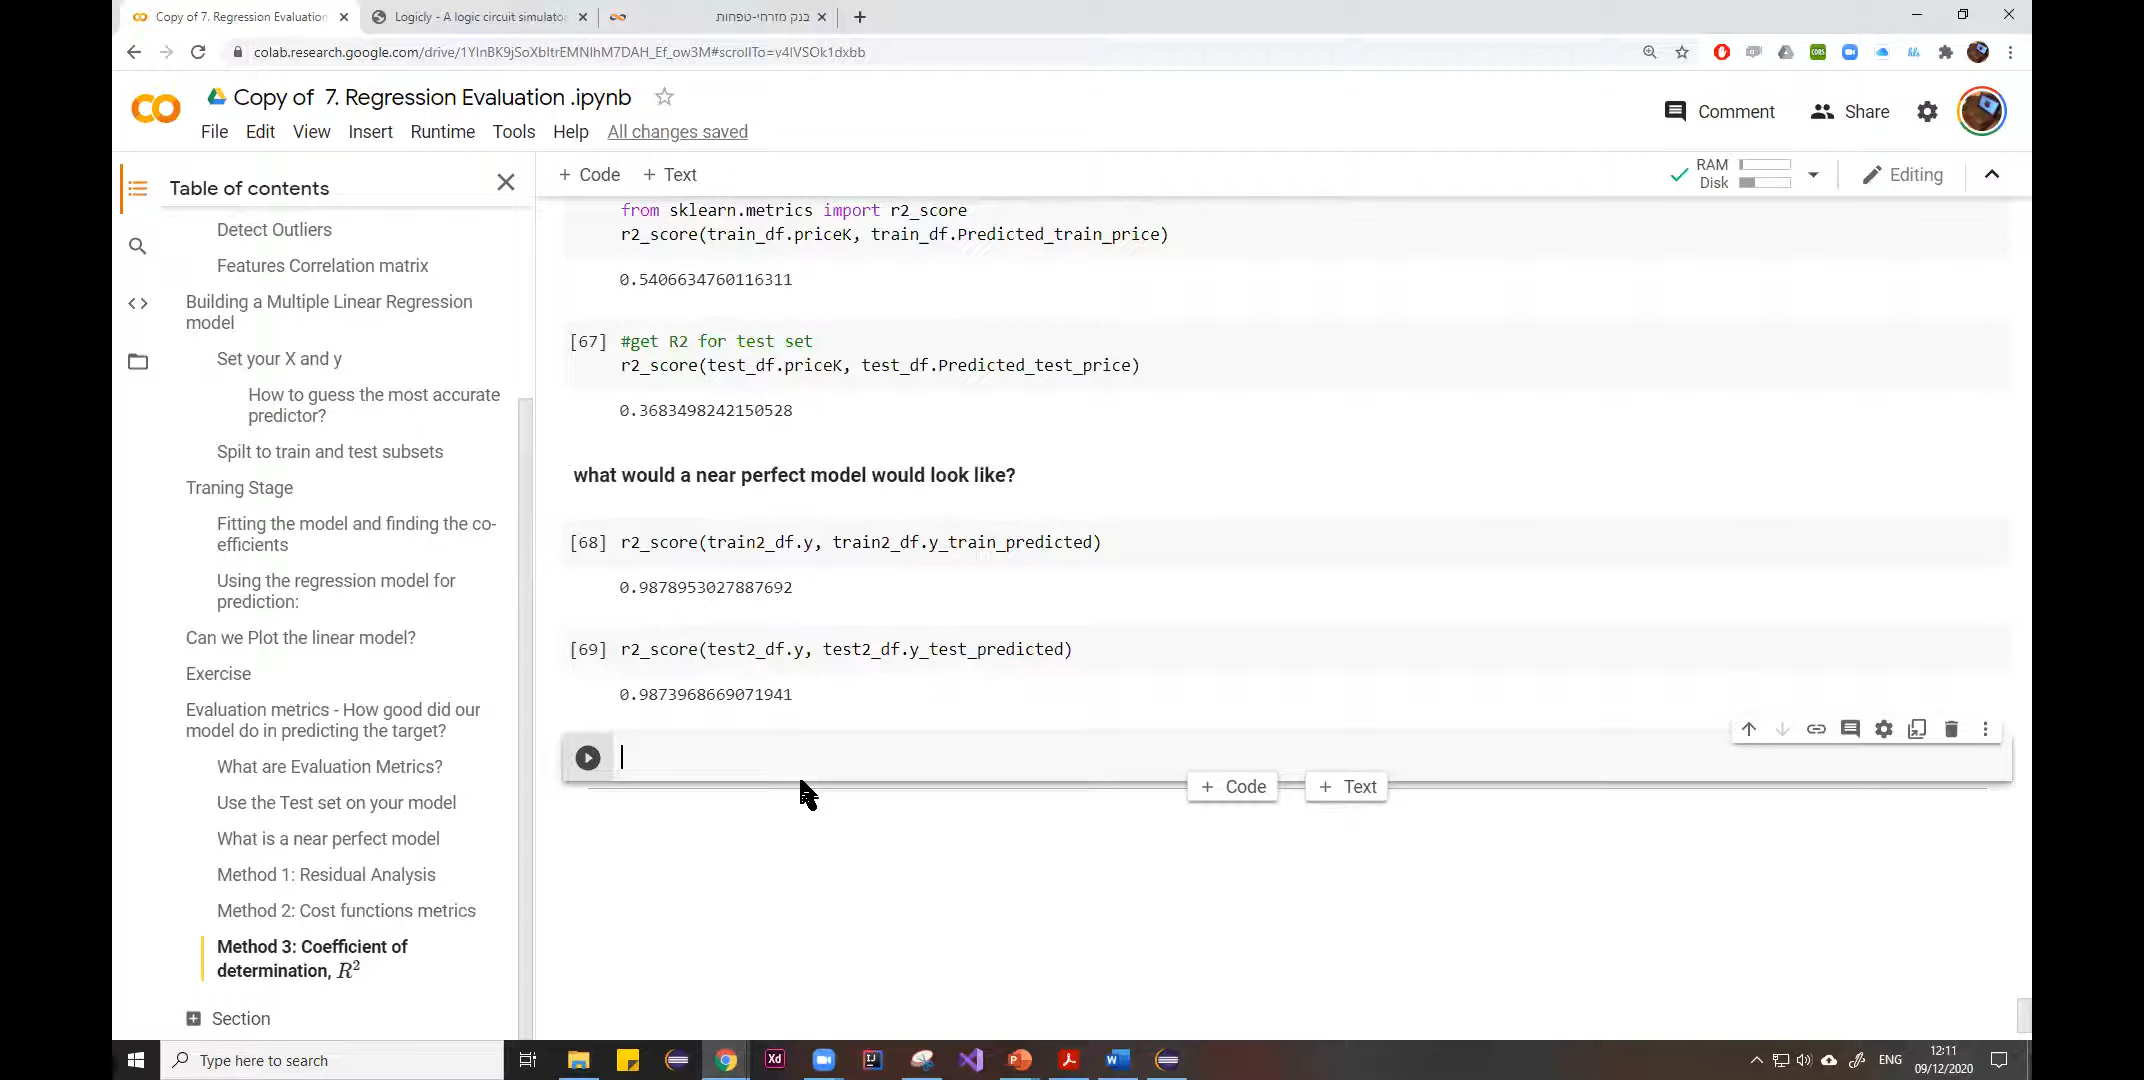 Copy of 7. Regression Evaluation
Logicly - A logic circuit simulato
בנק מזרחי-טפחות
colab.research.google.com/drive/1YlnBK9jSoXbltrEMNlhM7DAH_Ef_ow3M#scrollTo=v4lVSOk1dxbb
Copy of 7. Regression Evaluation .ipynb
Comment
Share
File Edit View Insert Runtime Tools Help All changes saved
Table of contents
+ Code + Text
RAM
Disk
Editing
Detect Outliers
Features Correlation matrix
Building a Multiple Linear Regression
model
Set your X and y
How to guess the most accurate
predictor?
Spilt to train and test subsets
Traning Stage
Fitting the model and finding the co-
efficients
Using the regression model for
prediction:
Can we Plot the linear model?
Exercise
Evaluation metrics - How good did our
model do in predicting the target?
What are Evaluation Metrics?
Use the Test set on your model
What is a near perfect model
Method 1: Residual Analysis
Method 2: Cost functions metrics
Method 3: Coefficient of
determination, R²
Section
from sklearn.metrics import r2_score
r2_score(train_df.priceK, train_df.Predicted_train_price)
0.5406634760116311
[67] #get R2 for test set
r2_score(test_df.priceK, test_df.Predicted_test_price)
0.3683498242150528
what would a near perfect model would look like?
[68] r2_score(train2_df.y, train2_df.y_train_predicted)
0.9878953027887692
[69] r2_score(test2_df.y, test2_df.y_test_predicted)
0.9873968669071941
+ Code + Text
Type here to search
Xd
ENG
12:11
09/12/2020